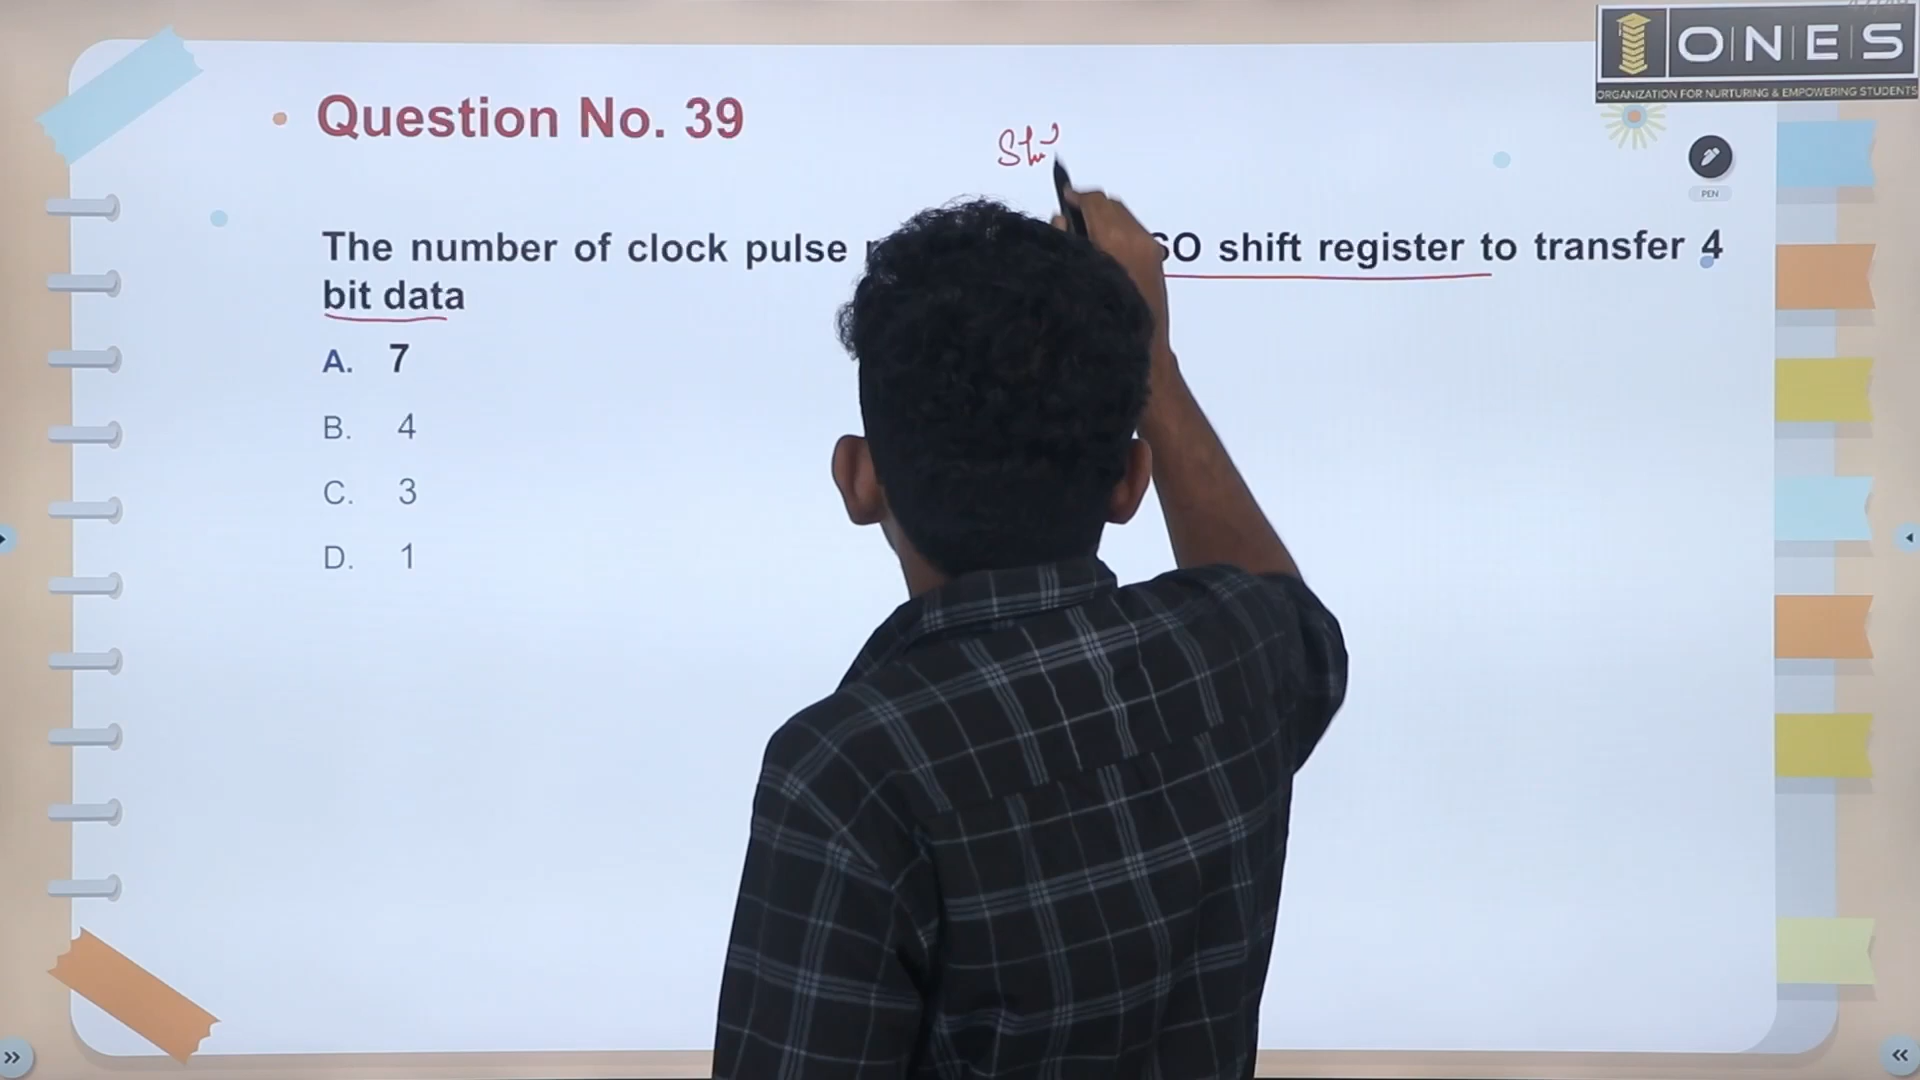 ONES
ORGANIZATION FOR NURTURING & EMPOWERING STUDENTS
Question No. 39
PEN
The number of clock pulse SO shift register to transfer 4
bit data
A. 7
B. 4
C. 3
D. 1